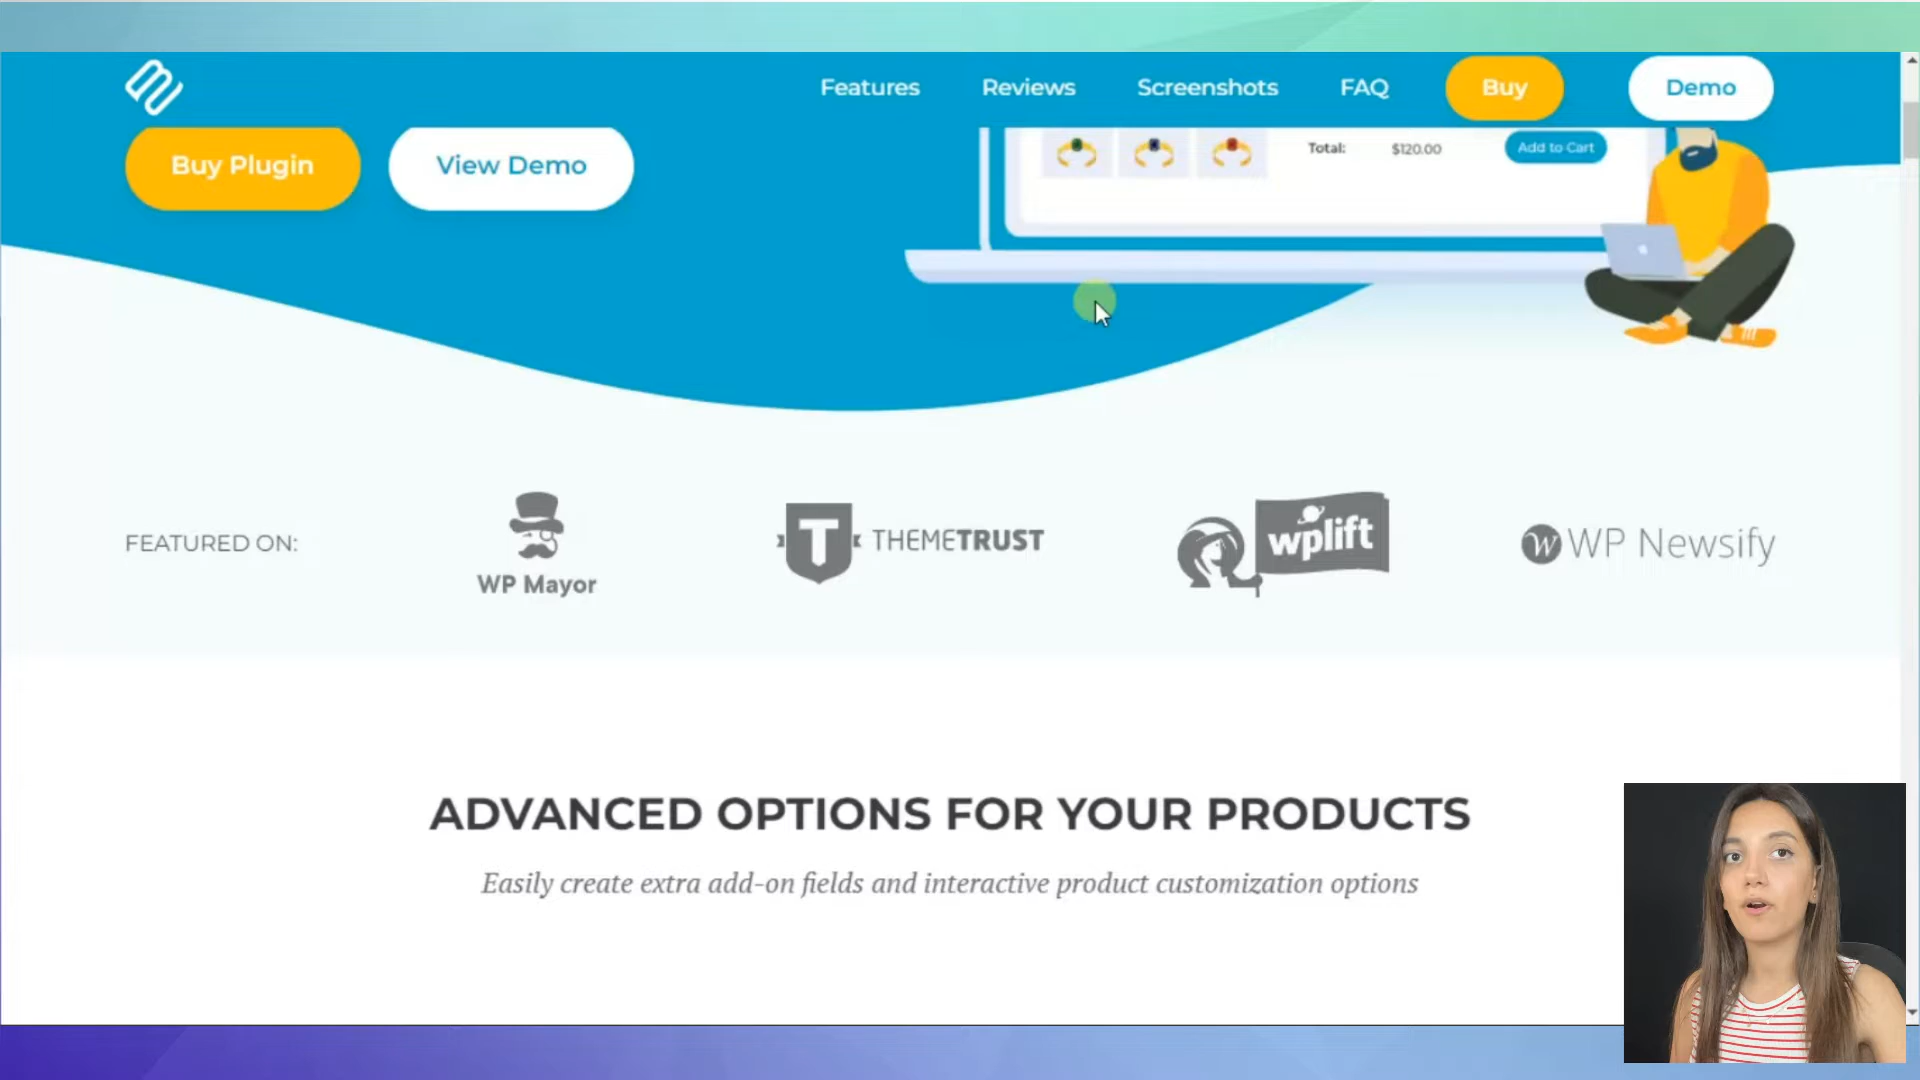 Features
Reviews
Screenshots
FAQ
Buy
Demo
Buy Plugin
View Demo
Total:
$120.00
Add to Cart
FEATURED ON:
WP Mayor
T THEMETRUST
wplift
W WP Newsify
ADVANCED OPTIONS FOR YOUR PRODUCTS
Easily create extra add-on fields and interactive product customization options